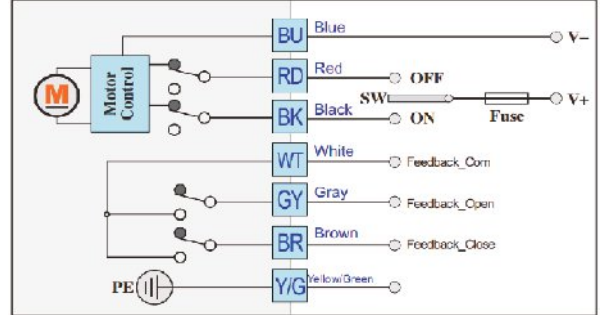 BU Blue V-
RD Red OFF
M Motor Control
SW Fuse V+
BK Black ON
WT White Feedback_Com
GY Gray Feedback_Open
BR Brown Feedback_Close
PE Y/G Yellow/Green